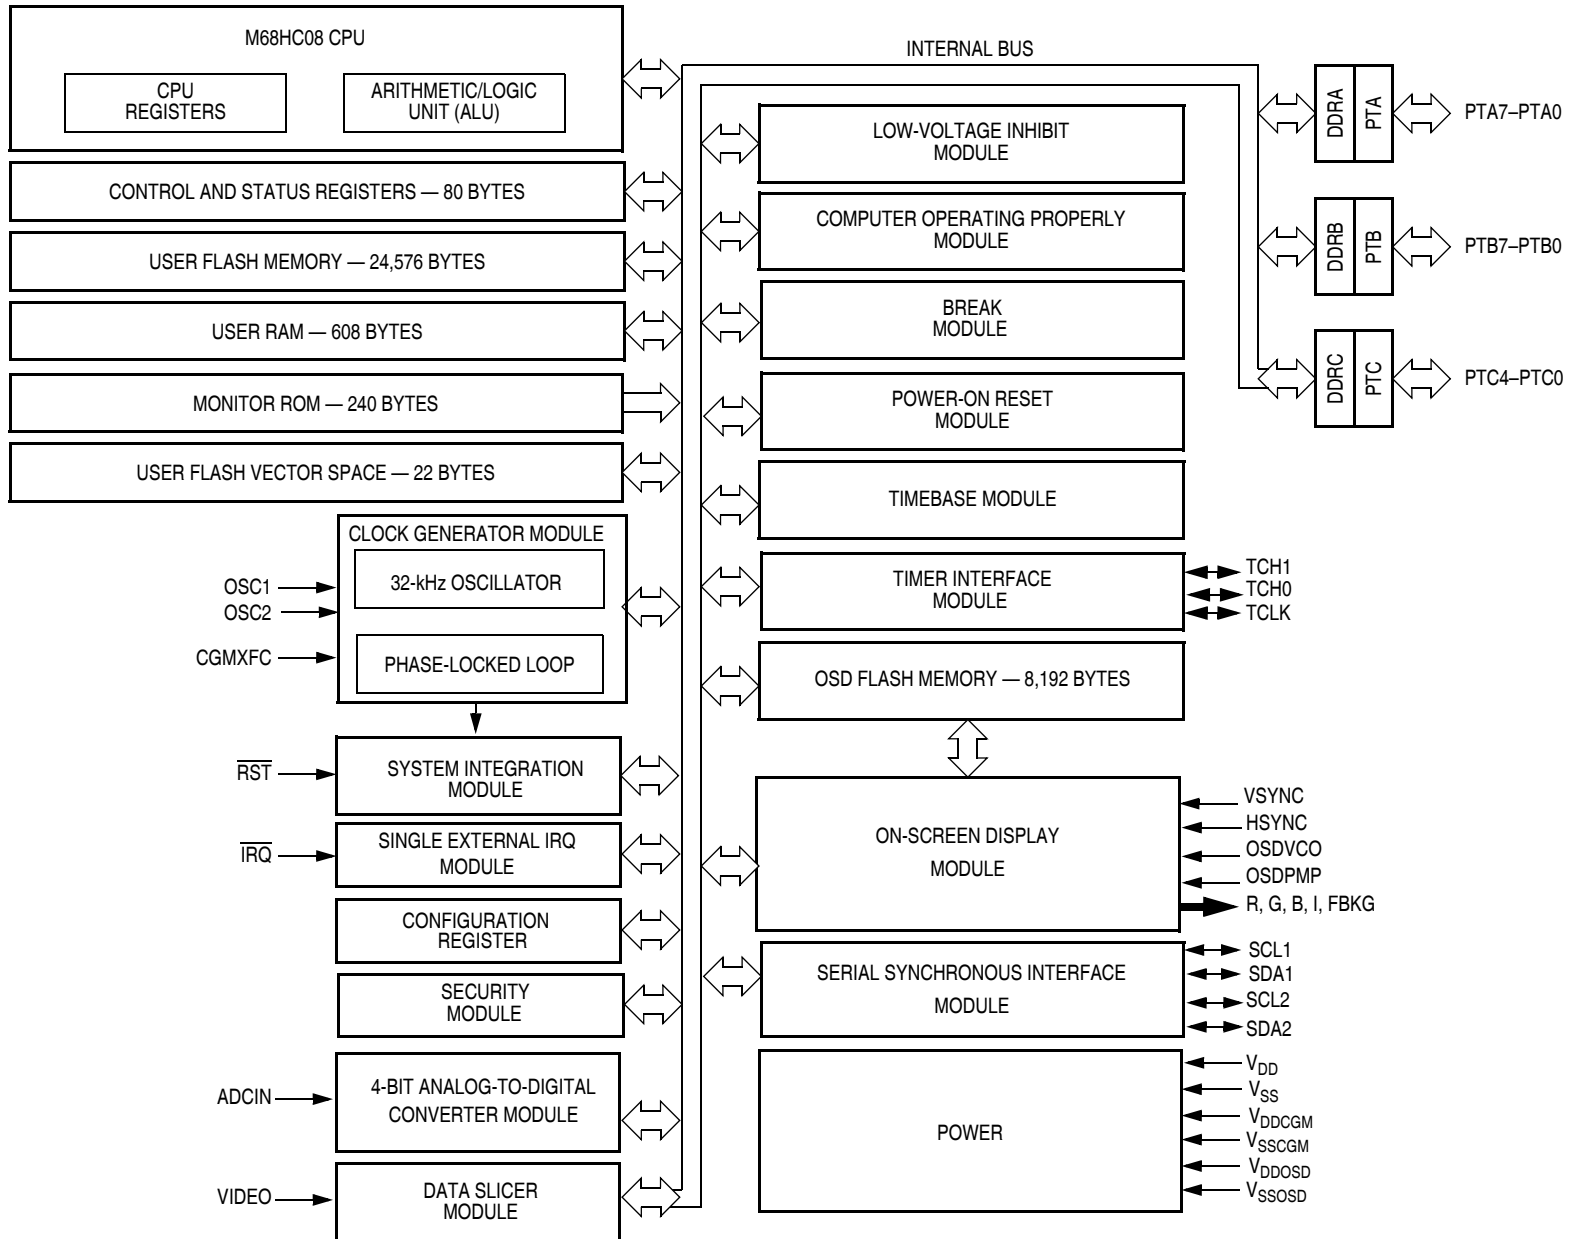 M68HC08 CPU
CPU
REGISTERS
ARITHMETIC/LOGIC
UNIT (ALU)
CONTROL AND STATUS REGISTERS — 80 BYTES
USER FLASH MEMORY — 24,576 BYTES
USER RAM — 608 BYTES
MONITOR ROM — 240 BYTES
USER FLASH VECTOR SPACE — 22 BYTES
CLOCK GENERATOR MODULE
32-kHz OSCILLATOR
PHASE-LOCKED LOOP
OSC1
OSC2
CGMXFC
RST
SYSTEM INTEGRATION
MODULE
IRQ
SINGLE EXTERNAL IRQ
MODULE
CONFIGURATION
REGISTER
SECURITY
MODULE
ADCIN
4-BIT ANALOG-TO-DIGITAL
CONVERTER MODULE
VIDEO
DATA SLICER
MODULE
INTERNAL BUS
LOW-VOLTAGE INHIBIT
MODULE
COMPUTER OPERATING PROPERLY
MODULE
BREAK
MODULE
POWER-ON RESET
MODULE
TIMEBASE MODULE
TIMER INTERFACE
MODULE
TCH1
TCH0
TCLK
OSD FLASH MEMORY — 8,192 BYTES
ON-SCREEN DISPLAY
MODULE
VSYNC
HSYNC
OSDVCO
OSDPMP
R, G, B, I, FBKG
SERIAL SYNCHRONOUS INTERFACE
MODULE
SCL1
SDA1
SCL2
SDA2
POWER
VDD
VSS
VDDCGM
VSSCGM
VDDOSD
VSSOSD
DDRA
PTA
PTA7–PTA0
DDRB
PTB
PTB7–PTB0
DDRC
PTC
PTC4–PTC0